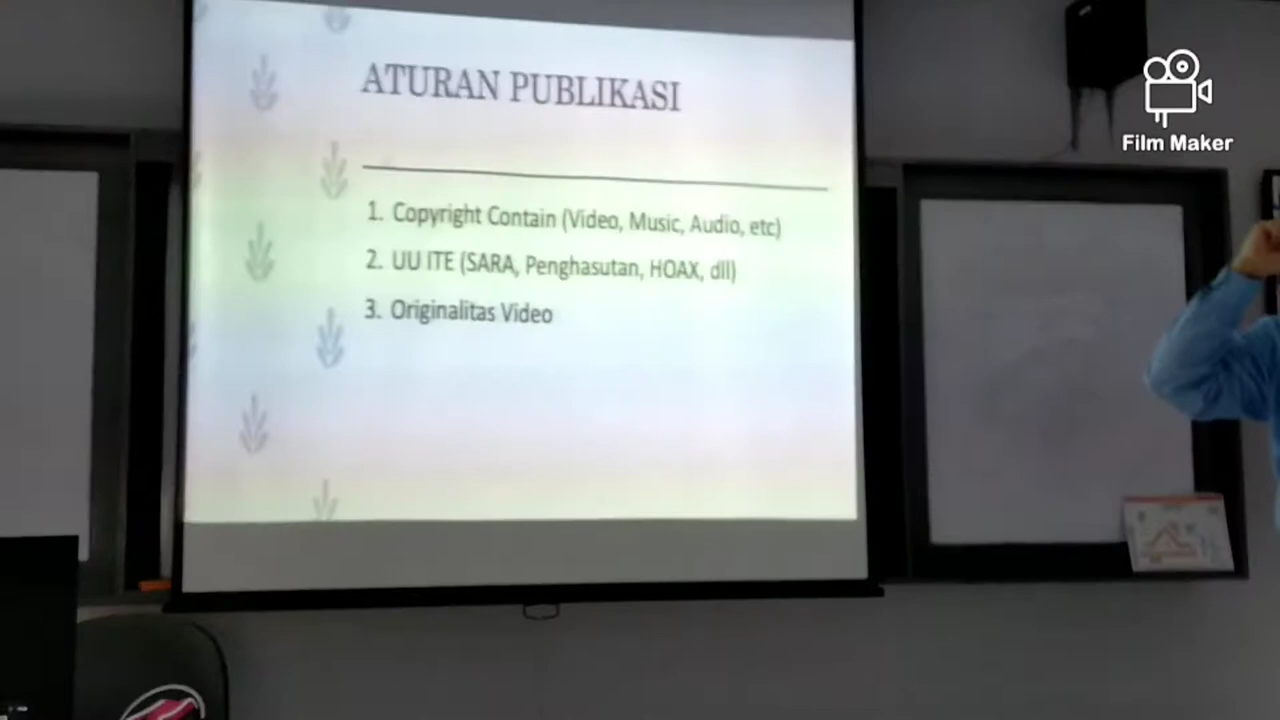 ATURAN PUBLIKASI
Film Maker
1. Copyright Contain (Video, Music, Audio, etc)
2. UU ITE (SARA, Penghasutan, HOAX, dll)
3. Originalitas Video